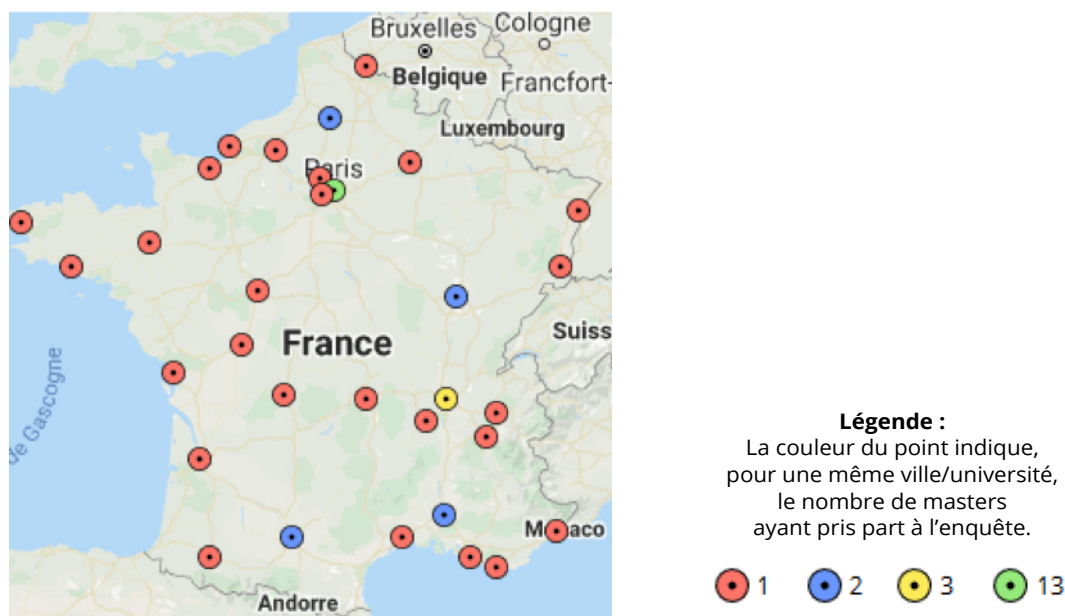 Bruxelles
Cologne
Belgique
Francfort-
Luxembourg
Paris
France
Suiss
de Gascogne
Monaco
Andorre
Légende :
La couleur du point indique,
pour une même ville/université,
le nombre de masters
ayant pris part à l’enquête.
1 2 3 13